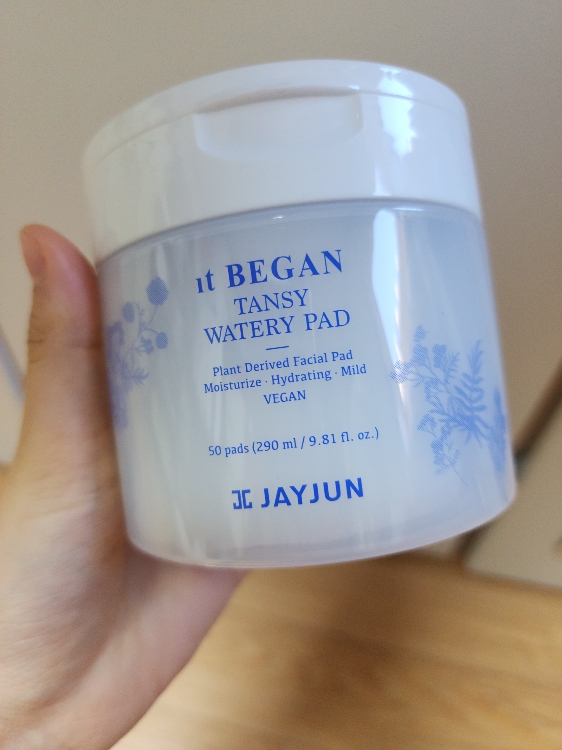 it BEGAN
TANSY
WATERY PAD
Plant Derived Facial Pad
Moisturize · Hydrating · Mild
VEGAN
50 pads (290 ml / 9.81 fl. oz.)
JAYJUN